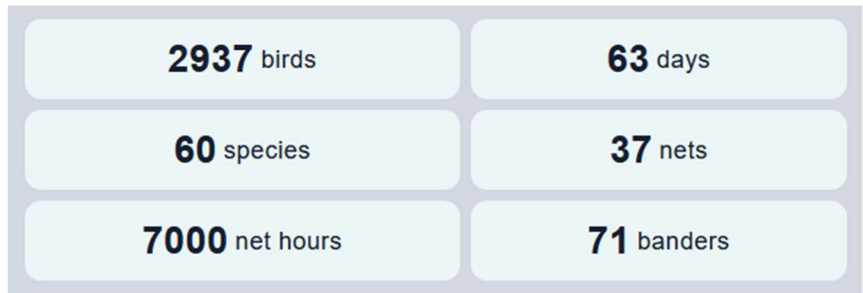 2937 birds
63 days
60 species
37 nets
7000 net hours
71 banders